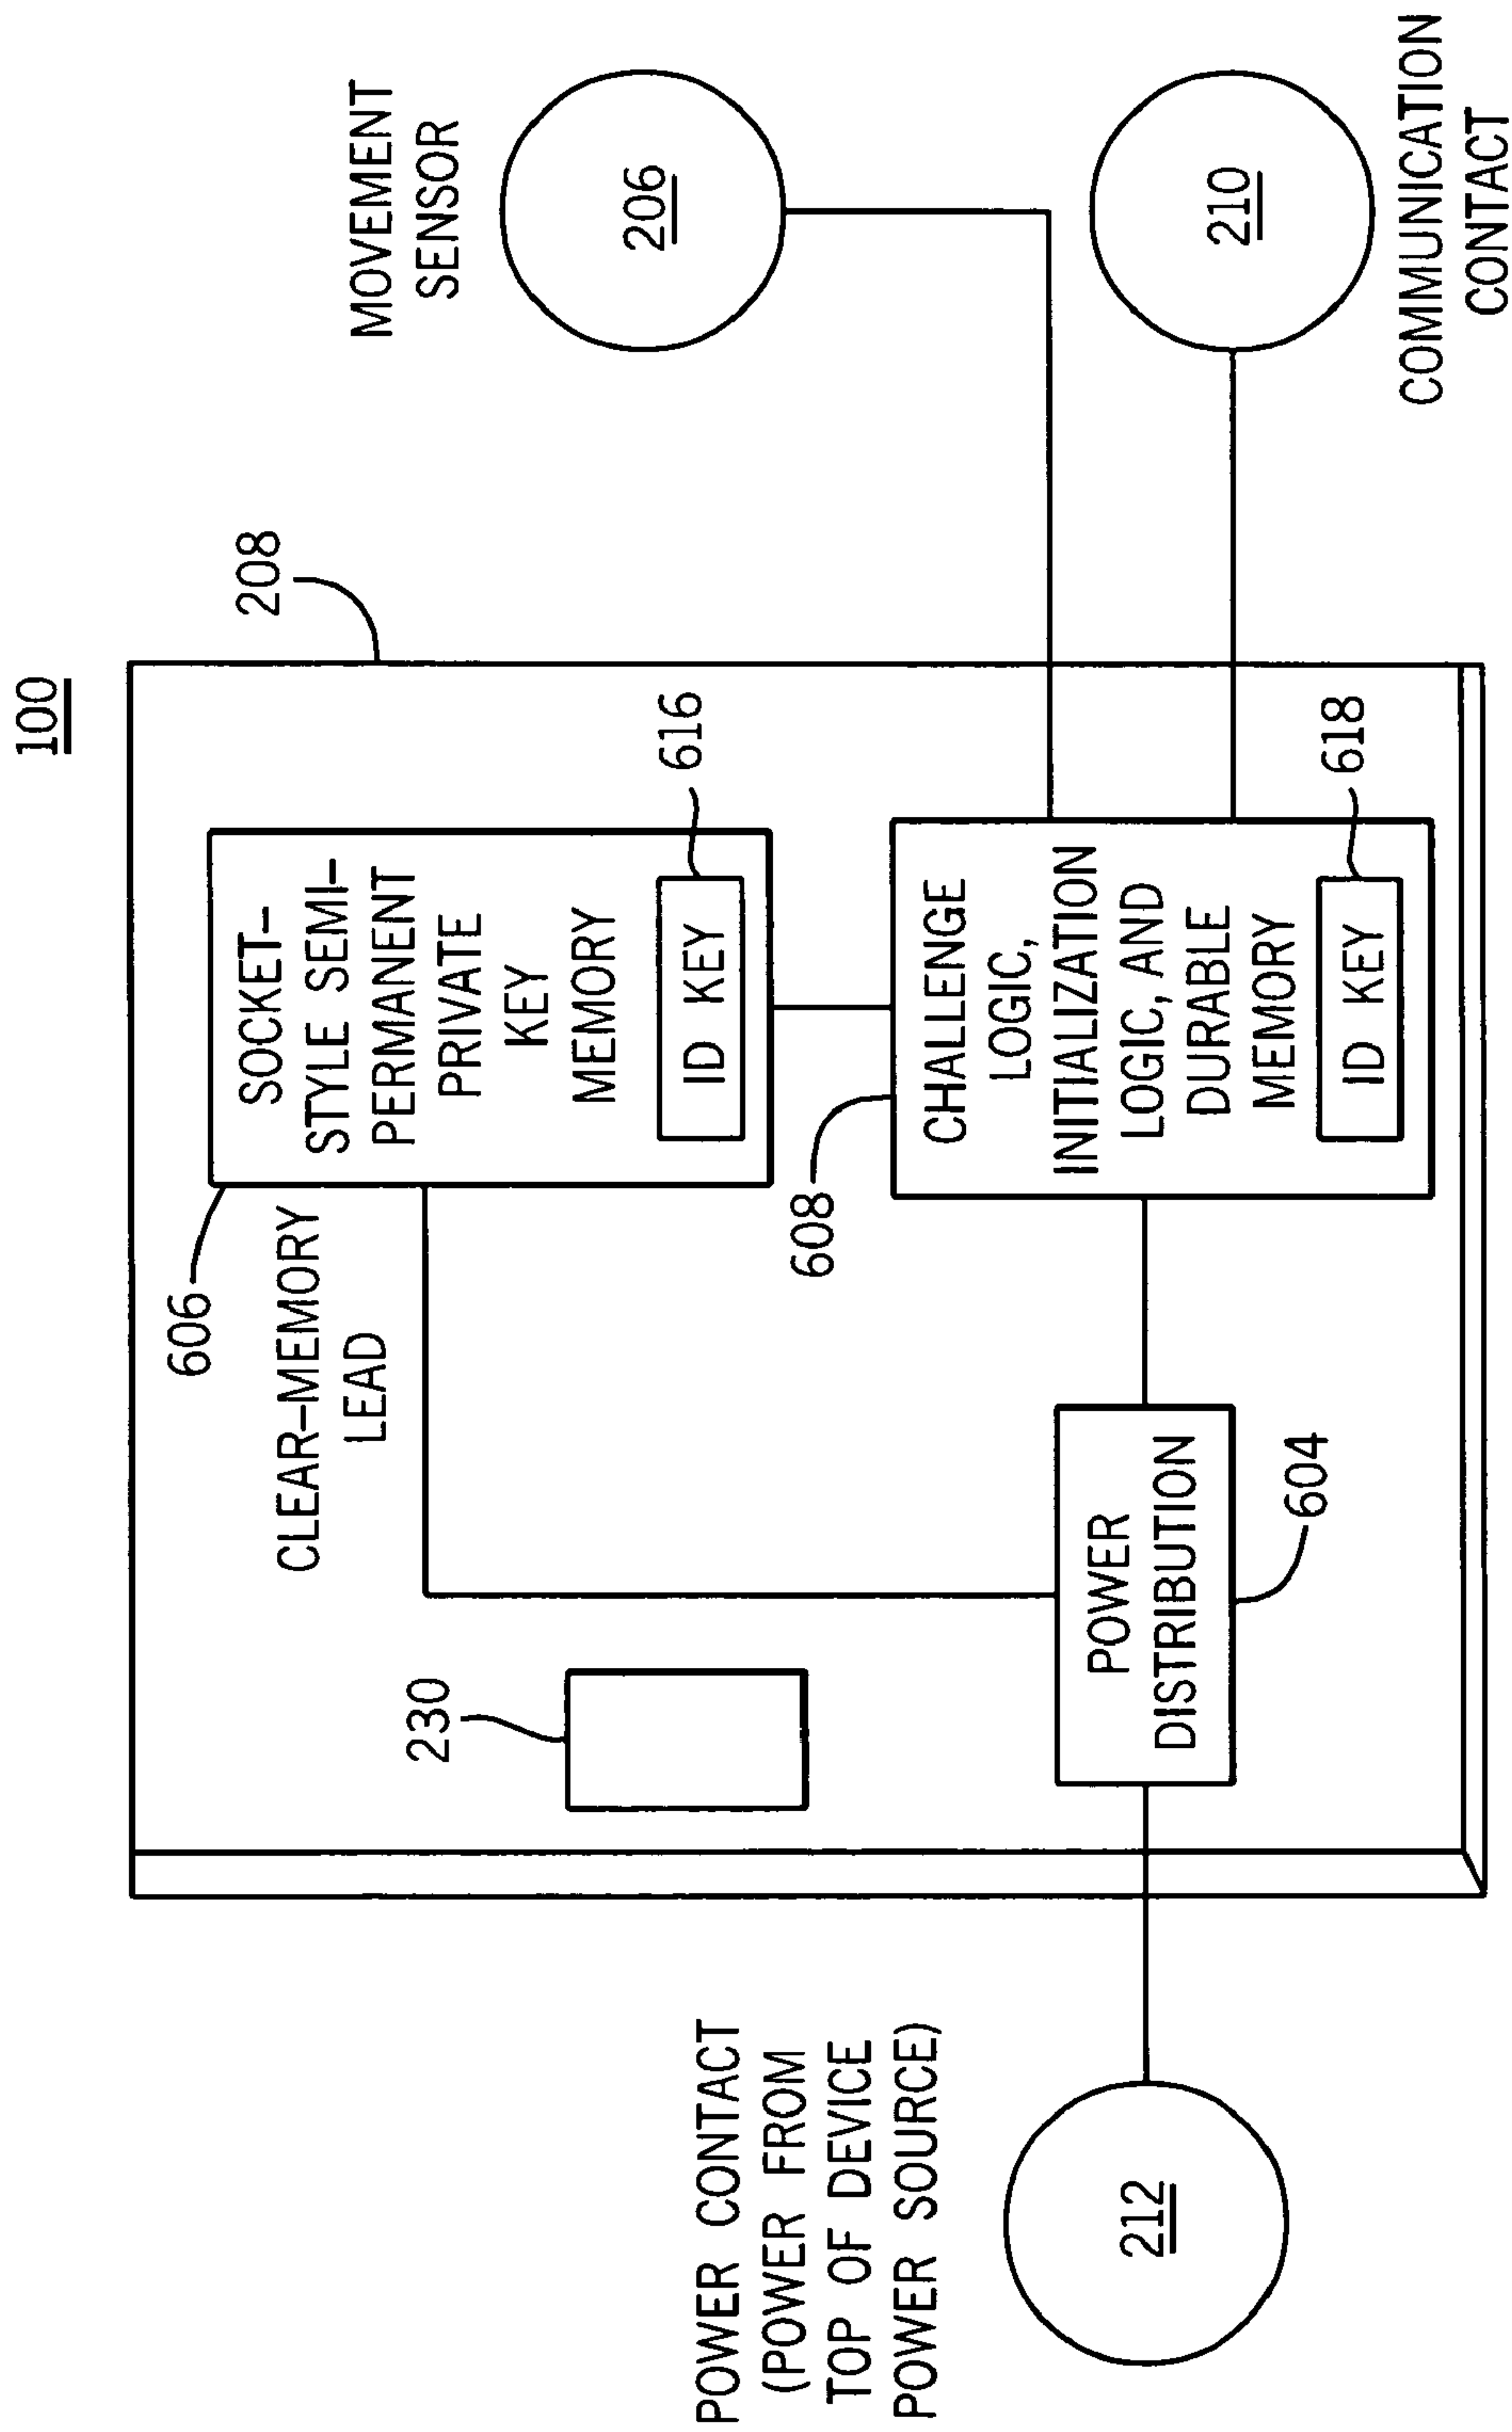 100
208
606
SOCKET-
STYLE SEMI-
PERMANENT
PRIVATE
KEY
MEMORY
ID KEY
616
CLEAR-MEMORY
LEAD
230
MOVEMENT
SENSOR
206
608
CHALLENGE
LOGIC,
INITIALIZATION
LOGIC, AND
DURABLE
MEMORY
ID KEY
618
POWER
DISTRIBUTION
604
POWER CONTACT
(POWER FROM
TOP OF DEVICE
POWER SOURCE)
212
210
COMMUNICATION
CONTACT